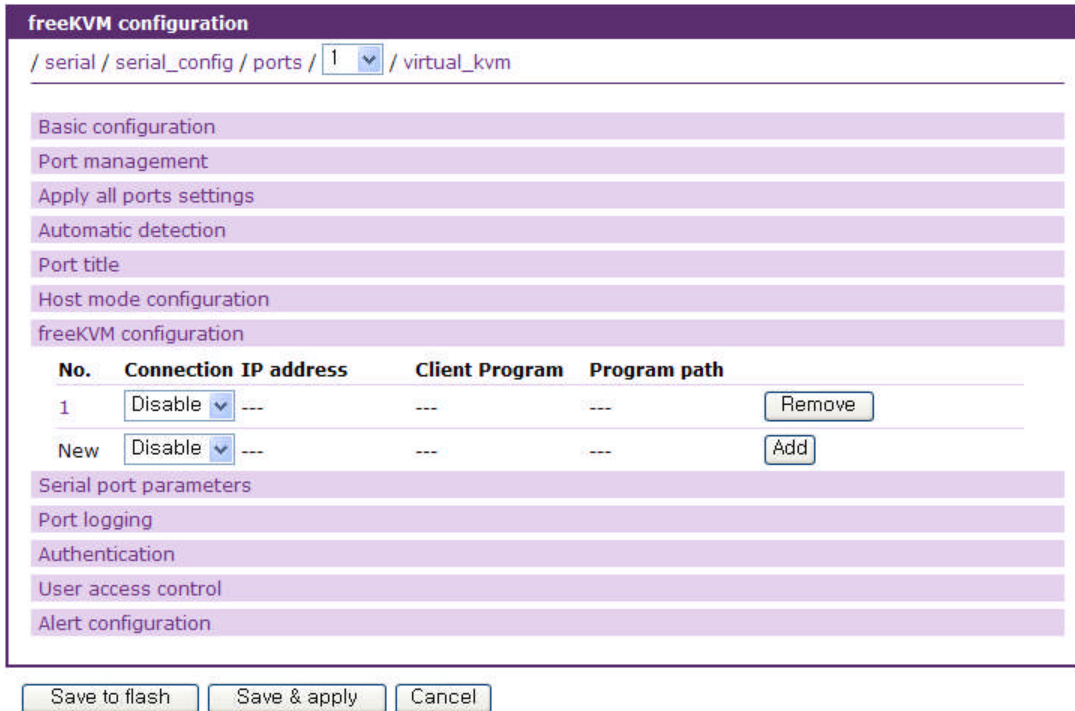 freeKVM configuration
/ serial / serial_config / ports / 1 / virtual_kvm
Basic configuration
Port management
Apply all ports settings
Automatic detection
Port title
Host mode configuration
freeKVM configuration
No. Connection IP address Client Program Program path
1 Disable --- --- --- Remove
New Disable --- --- --- Add
Serial port parameters
Port logging
Authentication
User access control
Alert configuration
Save to flash Save & apply Cancel